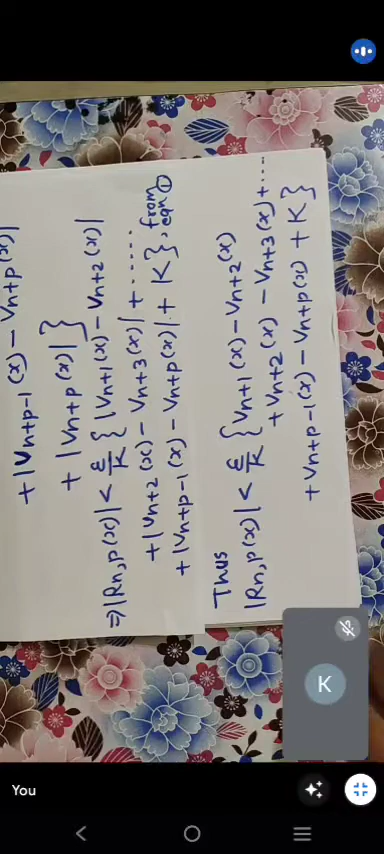 + |Vn+p-1(x) - Vn+p(x)|
+ |Vn+p(x)| }
⇒ |Rn,p(x)| < ε/K { |Vn+1(x) - Vn+2(x)|
+ |Vn+2(x) - Vn+3(x)| + ......
+ |Vn+p-1(x) - Vn+p(x)| + K }, from eqn ①
Thus
|Rn,p(x)| < ε/K { Vn+1(x) - Vn+2(x)
+ Vn+2(x) - Vn+3(x) + ....
+ Vn+p-1(x) - Vn+p(x) + K }
K
You